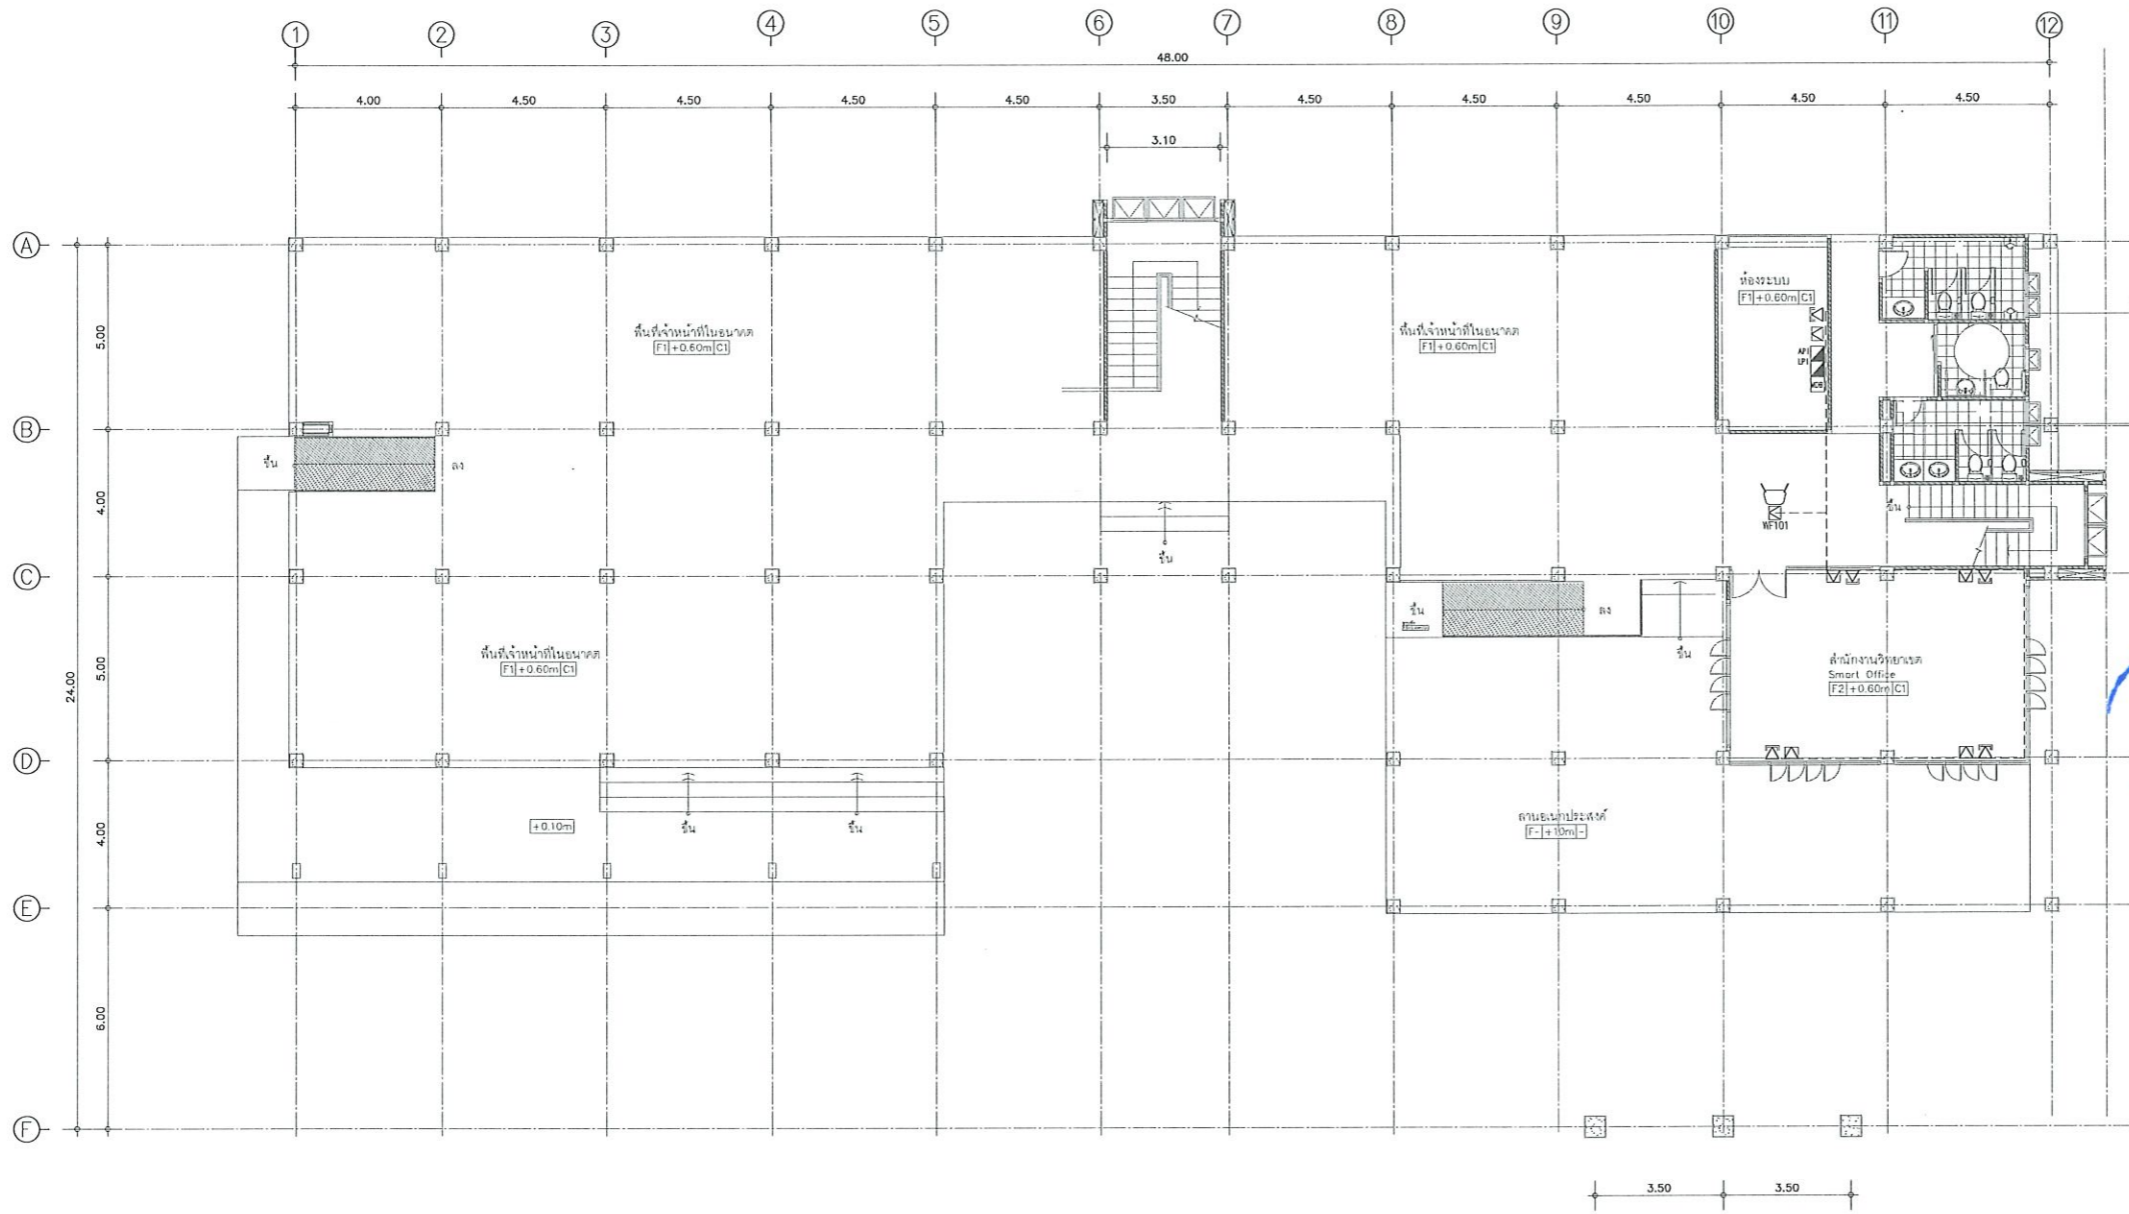 1 2 3 4 5 6 7 8 9 10 11 12
48.00
4.00 4.50 4.50 4.50 4.50 3.50 4.50 4.50 4.50 4.50 4.50
3.10
A
ห้องระบบ
F1 +0.60m C1
5.00
พื้นที่เจ้าหน้าที่ในอนาคต
F1 +0.60m C1
พื้นที่เจ้าหน้าที่ในอนาคต
F1 +0.60m C1
AP1
LP1
MDB
B
ขึ้น ลง
4.00
ขึ้น
WF101
ขึ้น
C
ขึ้น ลง
ขึ้น
24.00
5.00
พื้นที่เจ้าหน้าที่ในอนาคต
F1 +0.60m C1
สำนักงานวิทยาเขต
Smart Office
F2 +0.60m C1
D
4.00
+0.10m
ขึ้น ขึ้น
ลานอเนกประสงค์
F- +10m -
E
6.00
F
3.50 3.50